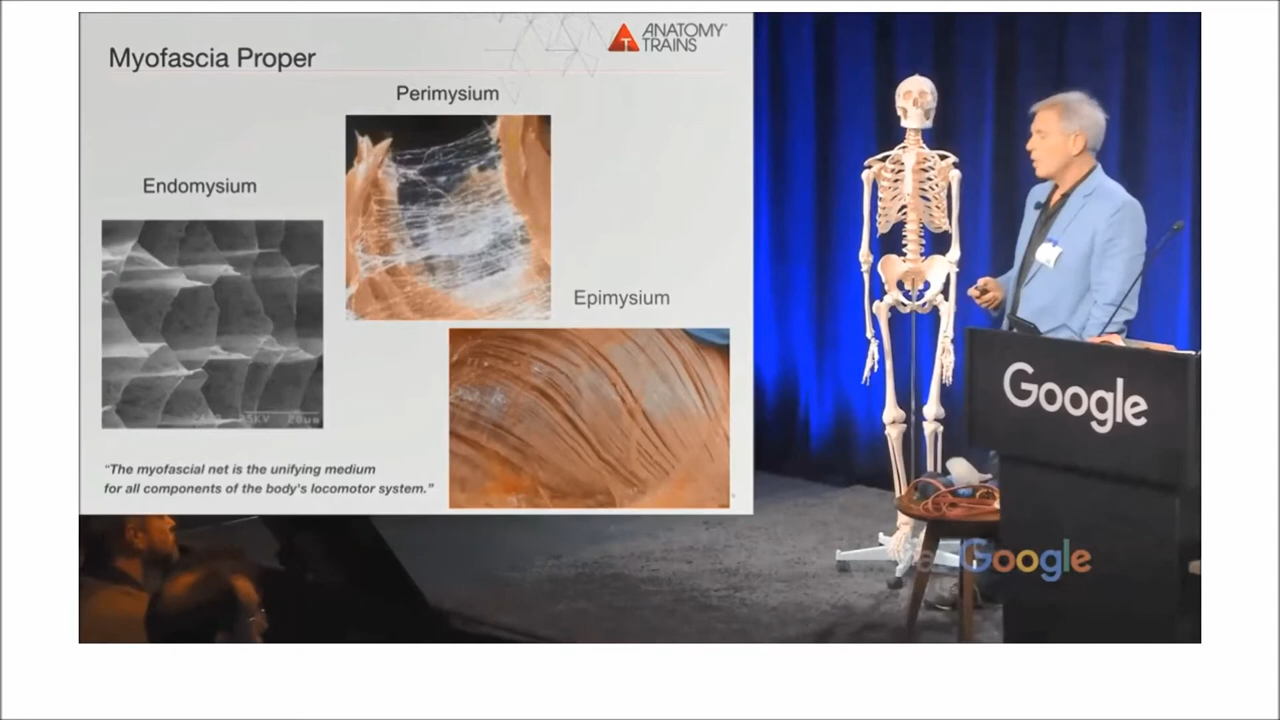 Myofascia Proper
ANATOMY
TRAINS
Perimysium
Endomysium
Epimysium
"The myofascial net is the unifying medium
for all components of the body's locomotor system."
Google
Google